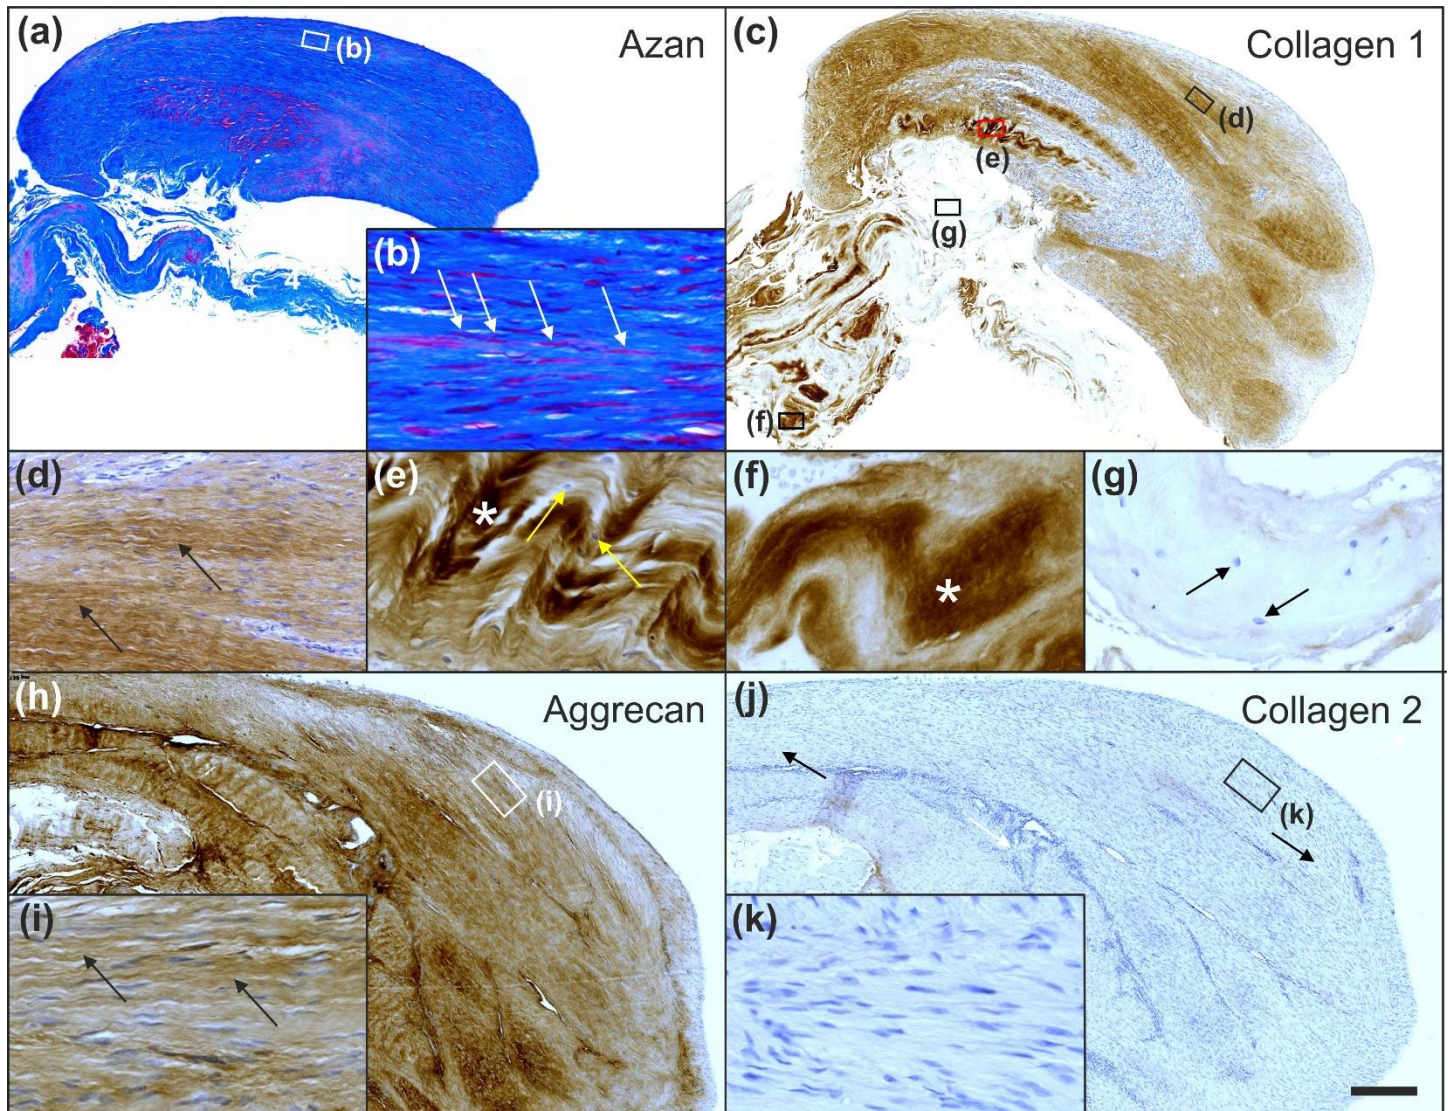 (a)
(b)
Azan
(b)
(c)
Collagen 1
(d)
(e)
(g)
(f)
(d)
(e)
*
(f)
*
(g)
(h)
Aggrecan
(i)
(i)
(j)
Collagen 2
(k)
(k)